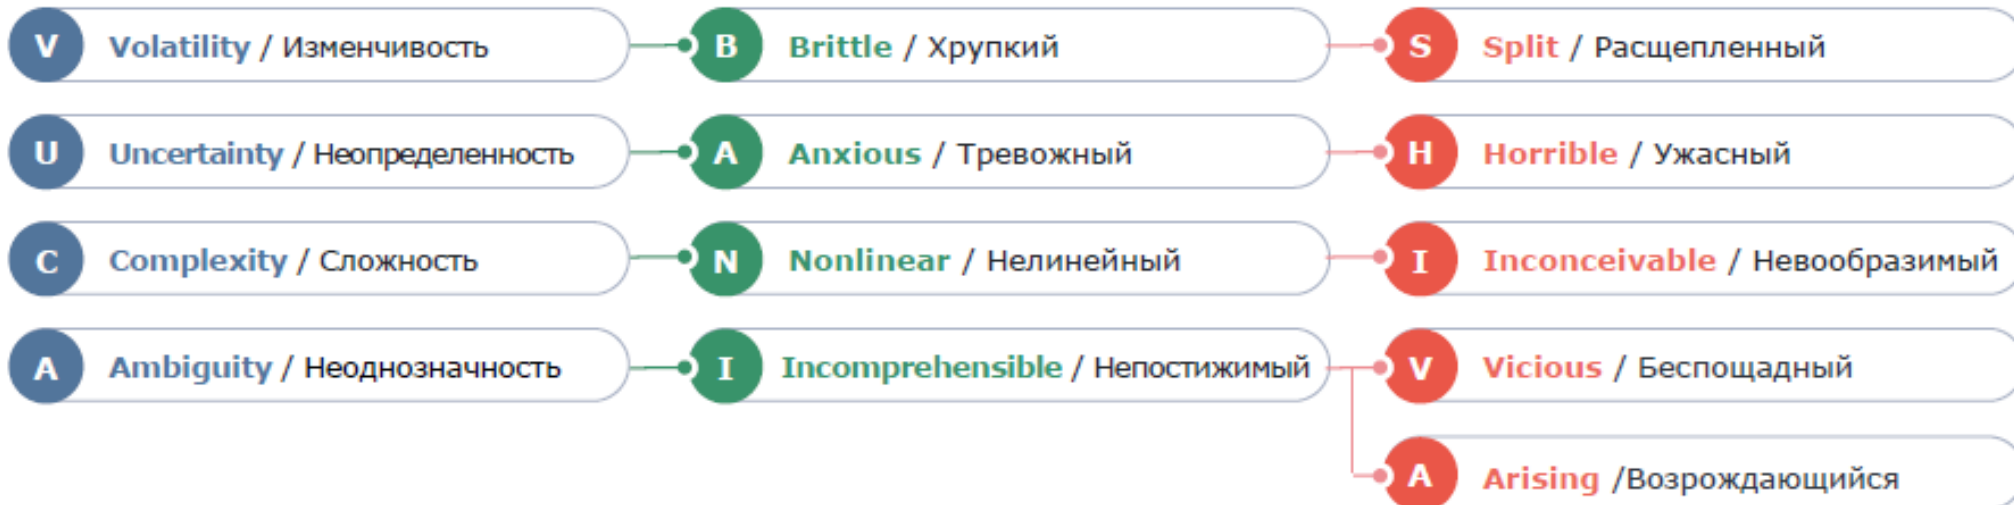 V Volatility / Изменчивость B Brittle / Хрупкий S Split / Расщепленный
U Uncertainty / Неопределенность A Anxious / Тревожный H Horrible / Ужасный
C Complexity / Сложность N Nonlinear / Нелинейный I Inconceivable / Невообразимый
A Ambiguity / Неоднозначность I Incomprehensible / Непостижимый V Vicious / Беспощадный
A Arising /Возрождающийся